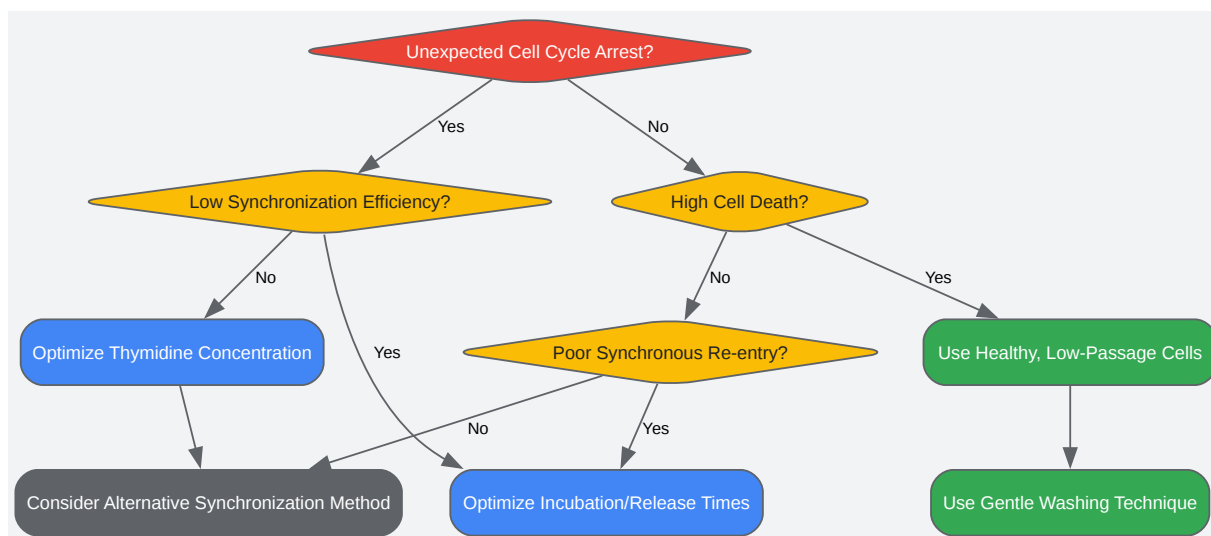 Unexpected Cell Cycle Arrest?
Yes
No
Low Synchronization Efficiency?
High Cell Death?
No
No
Yes
Optimize Thymidine Concentration
Yes
Poor Synchronous Re-entry?
Use Healthy, Low-Passage Cells
No
Yes
Consider Alternative Synchronization Method
Optimize Incubation/Release Times
Use Gentle Washing Technique